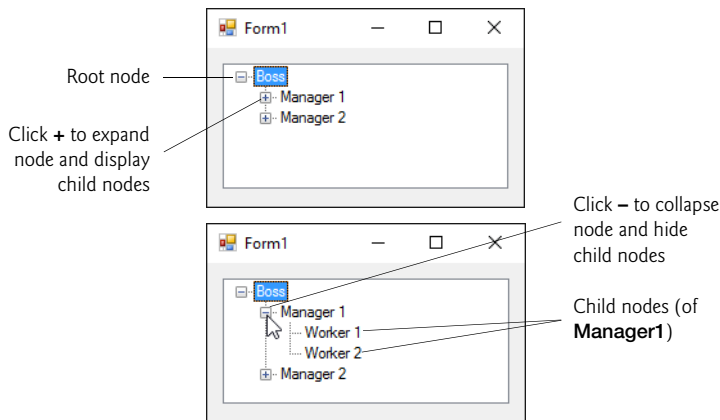 Form1
Root node
Boss
Manager 1
Manager 2
Click + to expand
node and display
child nodes
Click – to collapse
node and hide
child nodes
Form1
Boss
Manager 1
Worker 1
Worker 2
Manager 2
Child nodes (of
Manager1)